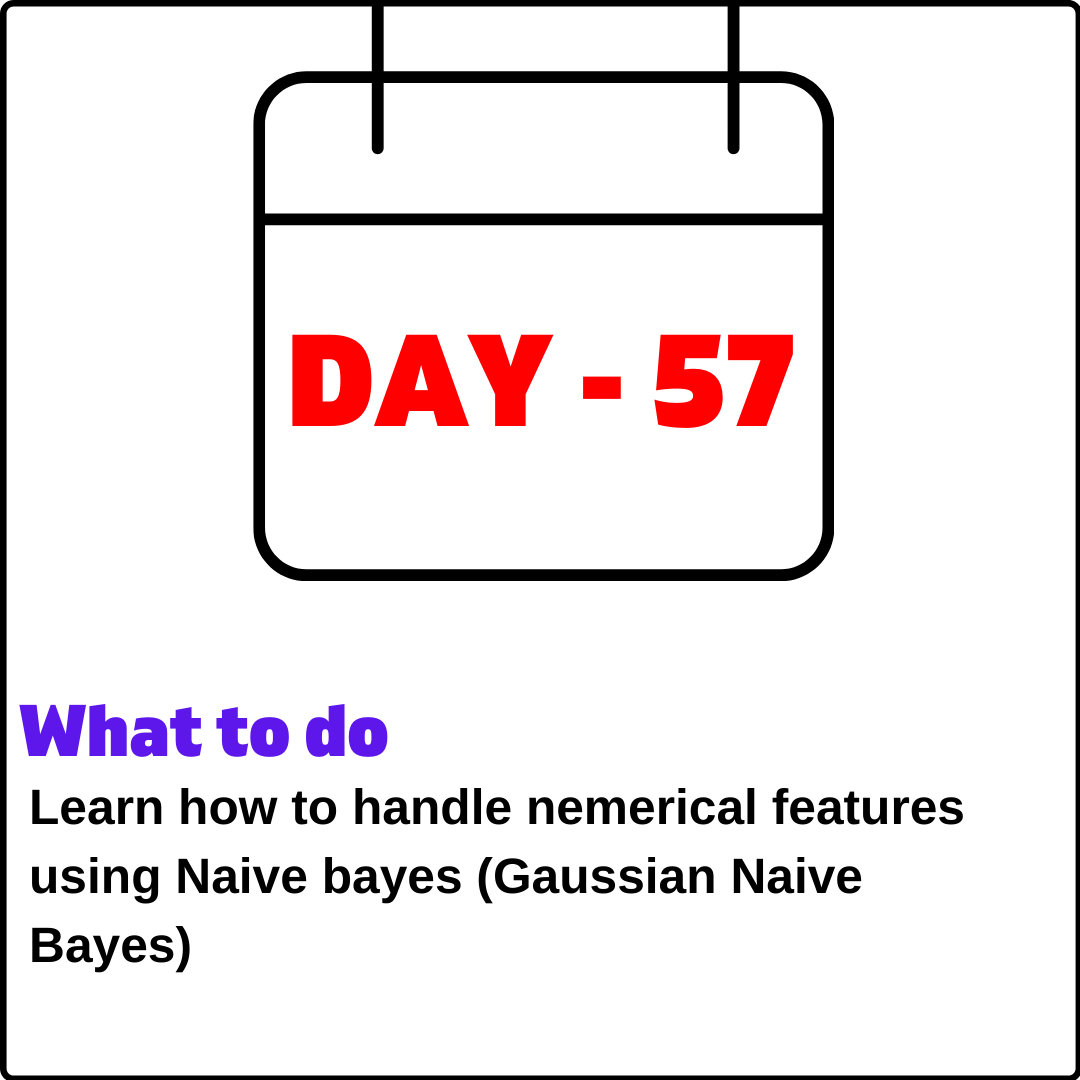 DAY - 57
What to do
Learn how to handle nemerical features
using Naive bayes (Gaussian Naive
Bayes)